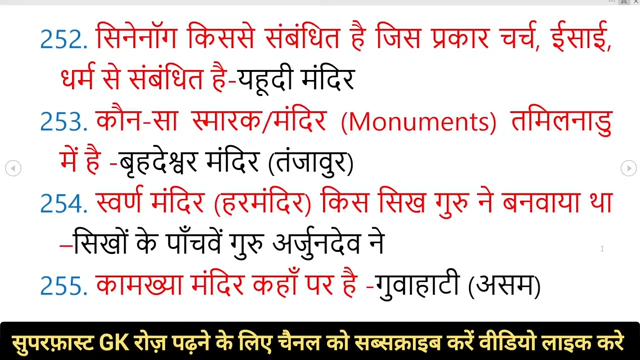 252. सिनेनॉग किससे संबंधित है जिस प्रकार चर्च, ईसाई,
धर्म से संबंधित है-यहूदी मंदिर
253. कौन-सा स्मारक/मंदिर (Monuments) तमिलनाडु
में है -बृहदेश्वर मंदिर (तंजावुर)
254. स्वर्ण मंदिर (हरमंदिर) किस सिख गुरु ने बनवाया था
–सिखों के पाँचवें गुरु अर्जुनदेव ने
255. कामख्या मंदिर कहाँ पर है -गुवाहाटी (असम)
सुपरफ़ास्ट GK रोज़ पढ़ने के लिए चैनल को सब्सक्राइब करें वीडियो लाइक करे